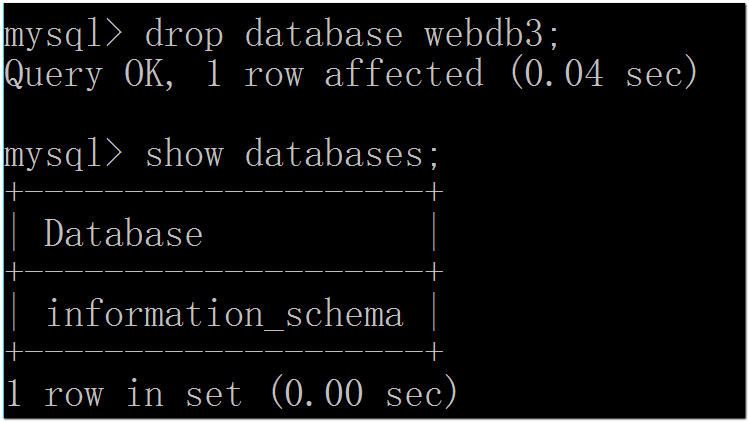 mysql> drop database webdb3;
Query OK, 1 row affected (0.04 sec)
mysql> show databases;
+--------------------+
| Database           |
+--------------------+
| information_schema |
+--------------------+
1 row in set (0.00 sec)